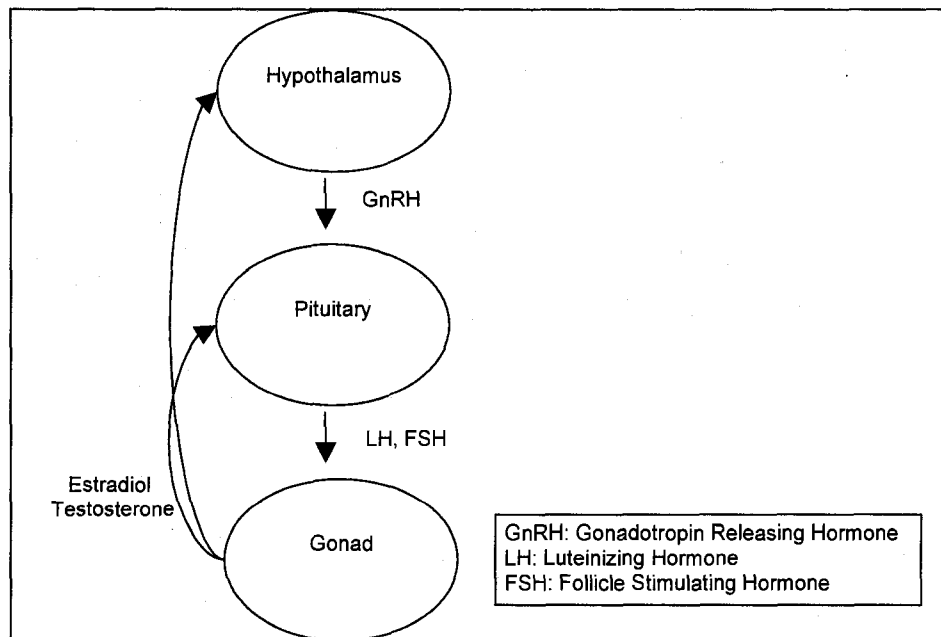 Hypothalamus
GnRH
Pituitary
LH, FSH
Estradiol
Testosterone
Gonad
GnRH: Gonadotropin Releasing Hormone
LH: Luteinizing Hormone
FSH: Follicle Stimulating Hormone